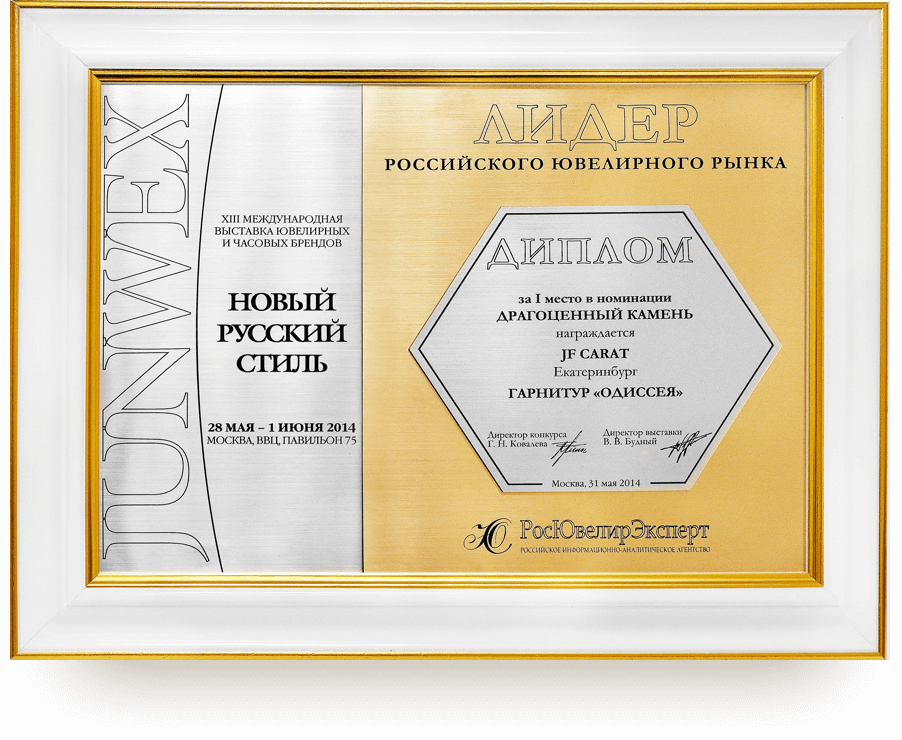 JUNWEX
XIII МЕЖДУНАРОДНАЯ
ВЫСТАВКА ЮВЕЛИРНЫХ
И ЧАСОВЫХ БРЕНДОВ
НОВЫЙ
РУССКИЙ
СТИЛЬ
28 МАЯ – 1 ИЮНЯ 2014
МОСКВА, ВВЦ, ПАВИЛЬОН 75
ЛИДЕР
РОССИЙСКОГО ЮВЕЛИРНОГО РЫНКА
ДИПЛОМ
за I место в номинации
ДРАГОЦЕННЫЙ КАМЕНЬ
награждается
JF CARAT
Екатеринбург
ГАРНИТУР «ОДИССЕЯ»
Директор конкурса
Г. Н. Ковалева
Директор выставки
В. В. Будный
Москва, 31 мая 2014
РосЮвелирЭксперт
РОССИЙСКОЕ ИНФОРМАЦИОННО-АНАЛИТИЧЕСКОЕ АГЕНТСТВО